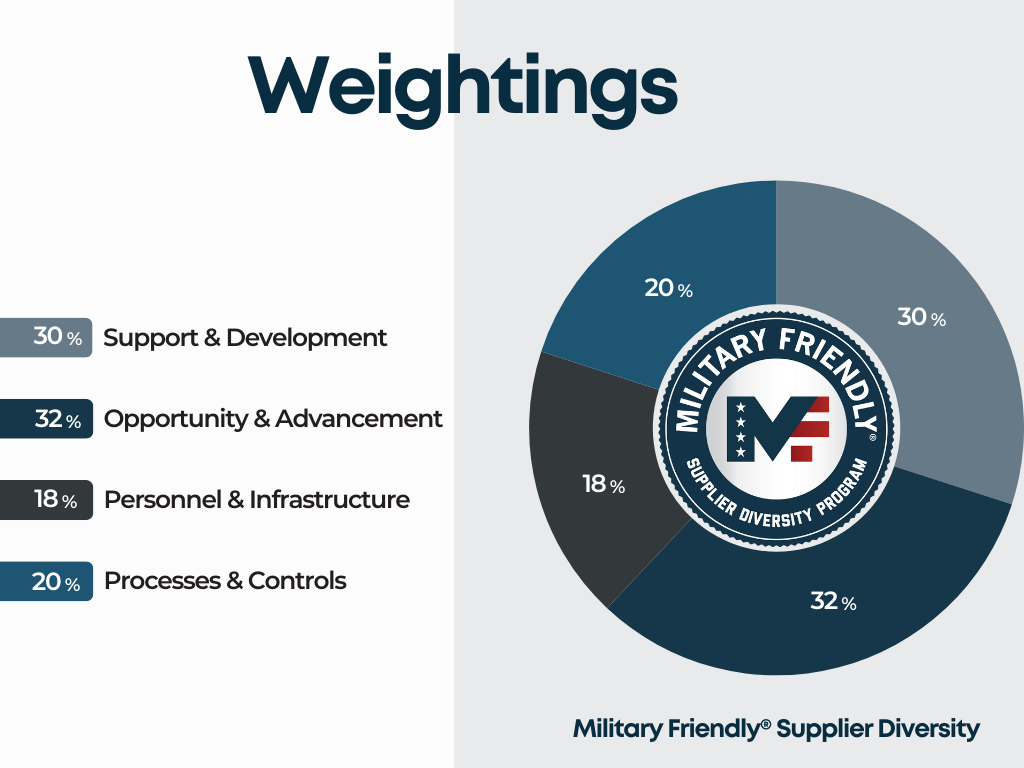 Weightings
30 % Support & Development
32 % Opportunity & Advancement
18 % Personnel & Infrastructure
20 % Processes & Controls
20 %
30 %
18 %
32 %
MILITARY FRIENDLY®
SUPPLIER DIVERSITY PROGRAM
MF
Military Friendly® Supplier Diversity